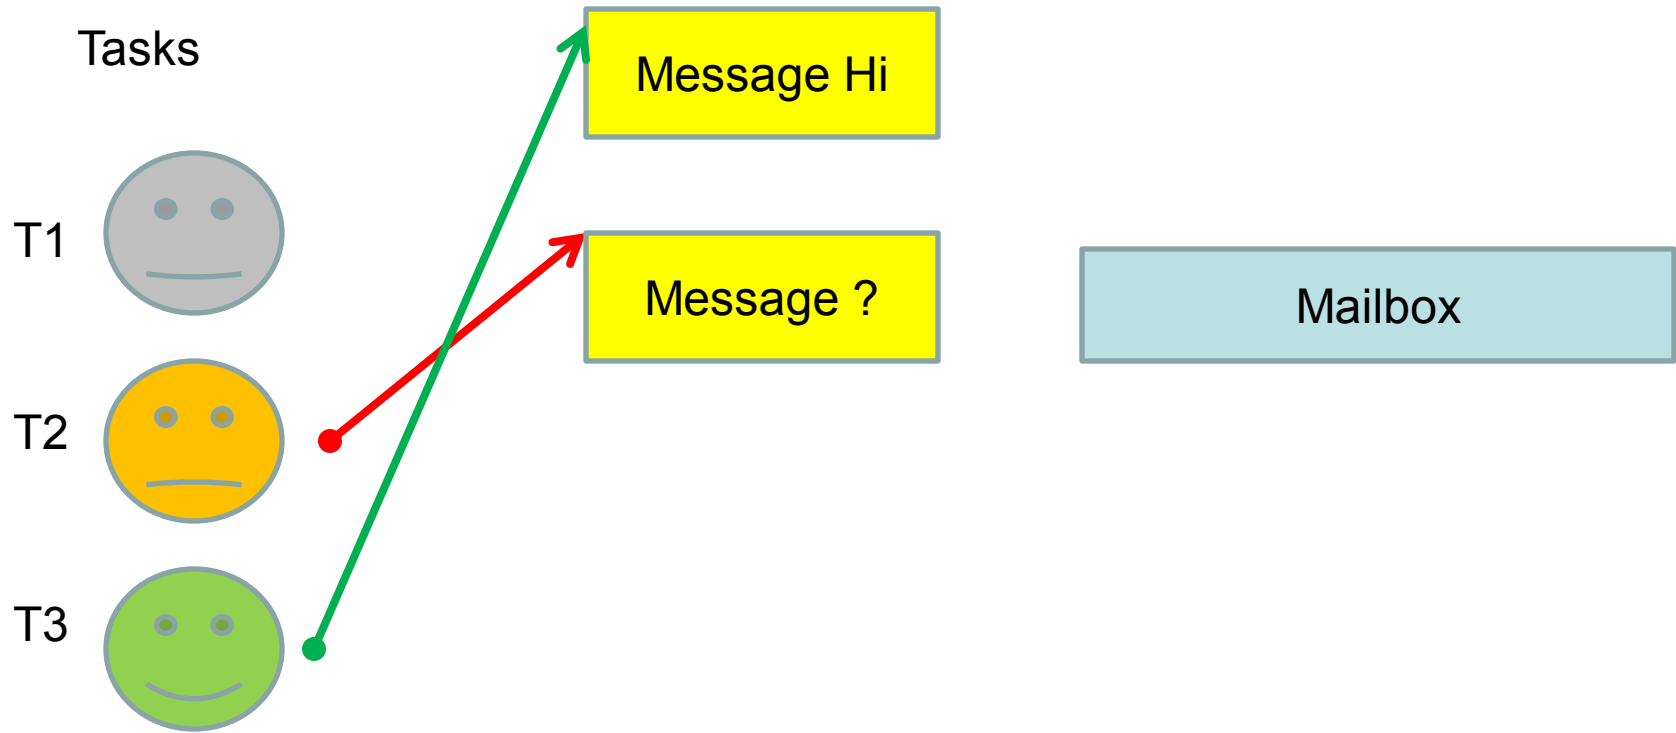 Tasks
Message Hi
T1
Message ?
Mailbox
T2
T3